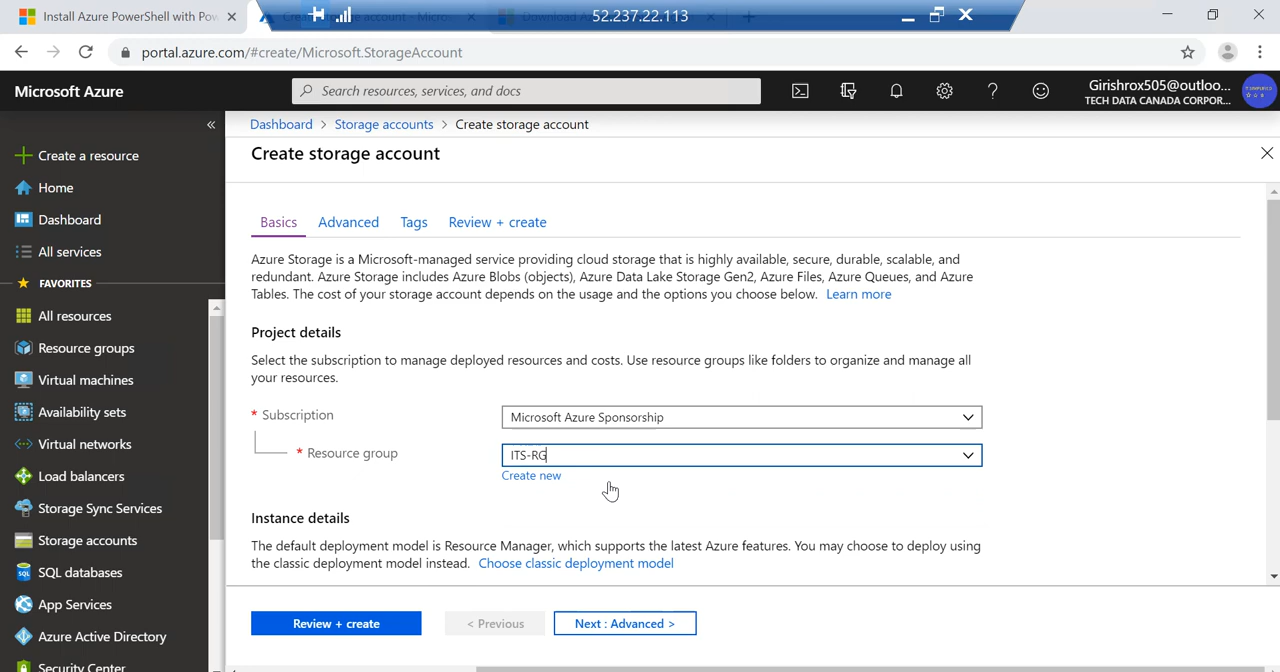 Install Azure PowerShell with Pow
Create storage account - Micros
Download Az
52.237.22.113
portal.azure.com/#create/Microsoft.StorageAccount
Microsoft Azure
Search resources, services, and docs
Girishrox505@outloo...
TECH DATA CANADA CORPOR...
Dashboard > Storage accounts > Create storage account
Create storage account
Create a resource
Home
Dashboard
All services
FAVORITES
All resources
Resource groups
Virtual machines
Availability sets
Virtual networks
Load balancers
Storage Sync Services
Storage accounts
SQL databases
App Services
Azure Active Directory
Security Center
Basics Advanced Tags Review + create
Azure Storage is a Microsoft-managed service providing cloud storage that is highly available, secure, durable, scalable, and
redundant. Azure Storage includes Azure Blobs (objects), Azure Data Lake Storage Gen2, Azure Files, Azure Queues, and Azure
Tables. The cost of your storage account depends on the usage and the options you choose below. Learn more
Project details
Select the subscription to manage deployed resources and costs. Use resource groups like folders to organize and manage all
your resources.
* Subscription
Microsoft Azure Sponsorship
* Resource group
ITS-RG
Create new
Instance details
The default deployment model is Resource Manager, which supports the latest Azure features. You may choose to deploy using
the classic deployment model instead. Choose classic deployment model
Review + create
< Previous
Next : Advanced >